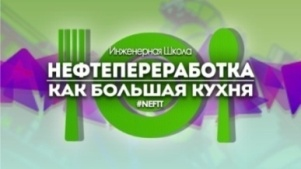 Инженерная Школа
НЕФТЕПЕРЕРАБОТКА
КАК БОЛЬШАЯ КУХНЯ
#NEFTT